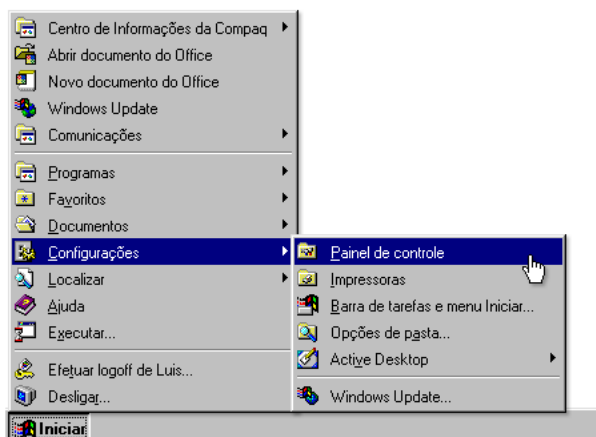 Centro de Informações da Compaq
Abrir documento do Office
Novo documento do Office
Windows Update
Comunicações
Programas
Favoritos
Documentos
Configurações
Localizar
Ajuda
Executar...
Efetuar logoff de Luis...
Desligar...
Painel de controle
Impressoras
Barra de tarefas e menu Iniciar...
Opções de pasta...
Active Desktop
Windows Update...
Iniciar